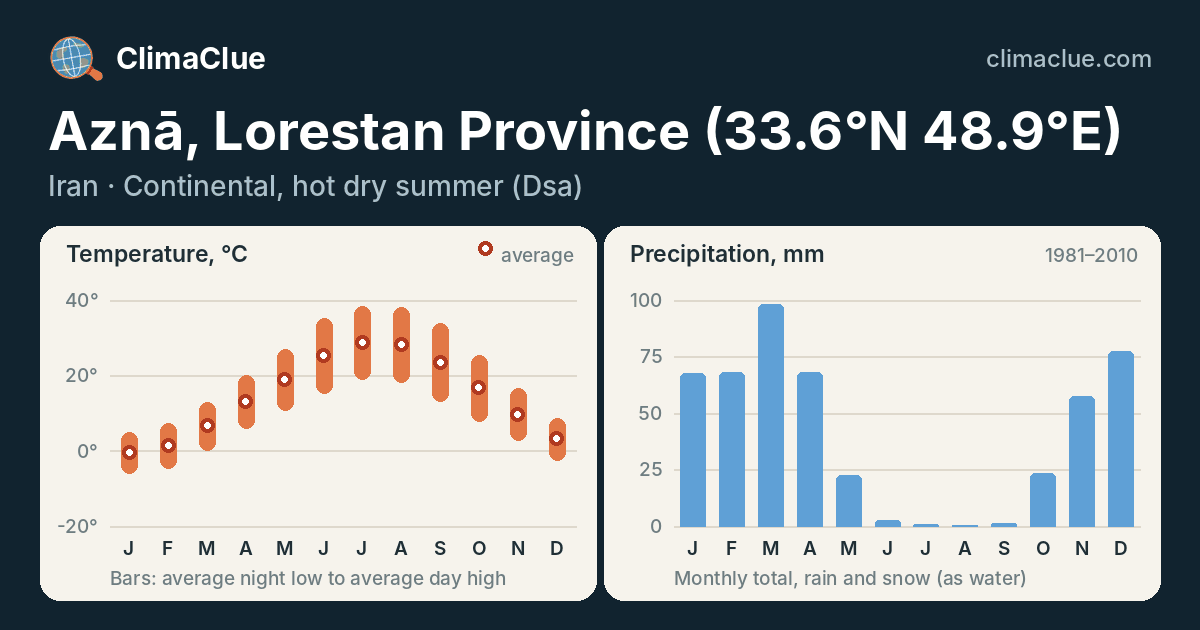 ClimaClue
climaclue.com
Aznā, Lorestan Province (33.6°N 48.9°E)
Iran · Continental, hot dry summer (Dsa)
Temperature, °C
average
40°
20°
0°
-20°
J F M A M J J A S O N D
Bars: average night low to average day high
Precipitation, mm
1981–2010
100
75
50
25
0
J F M A M J J A S O N D
Monthly total, rain and snow (as water)